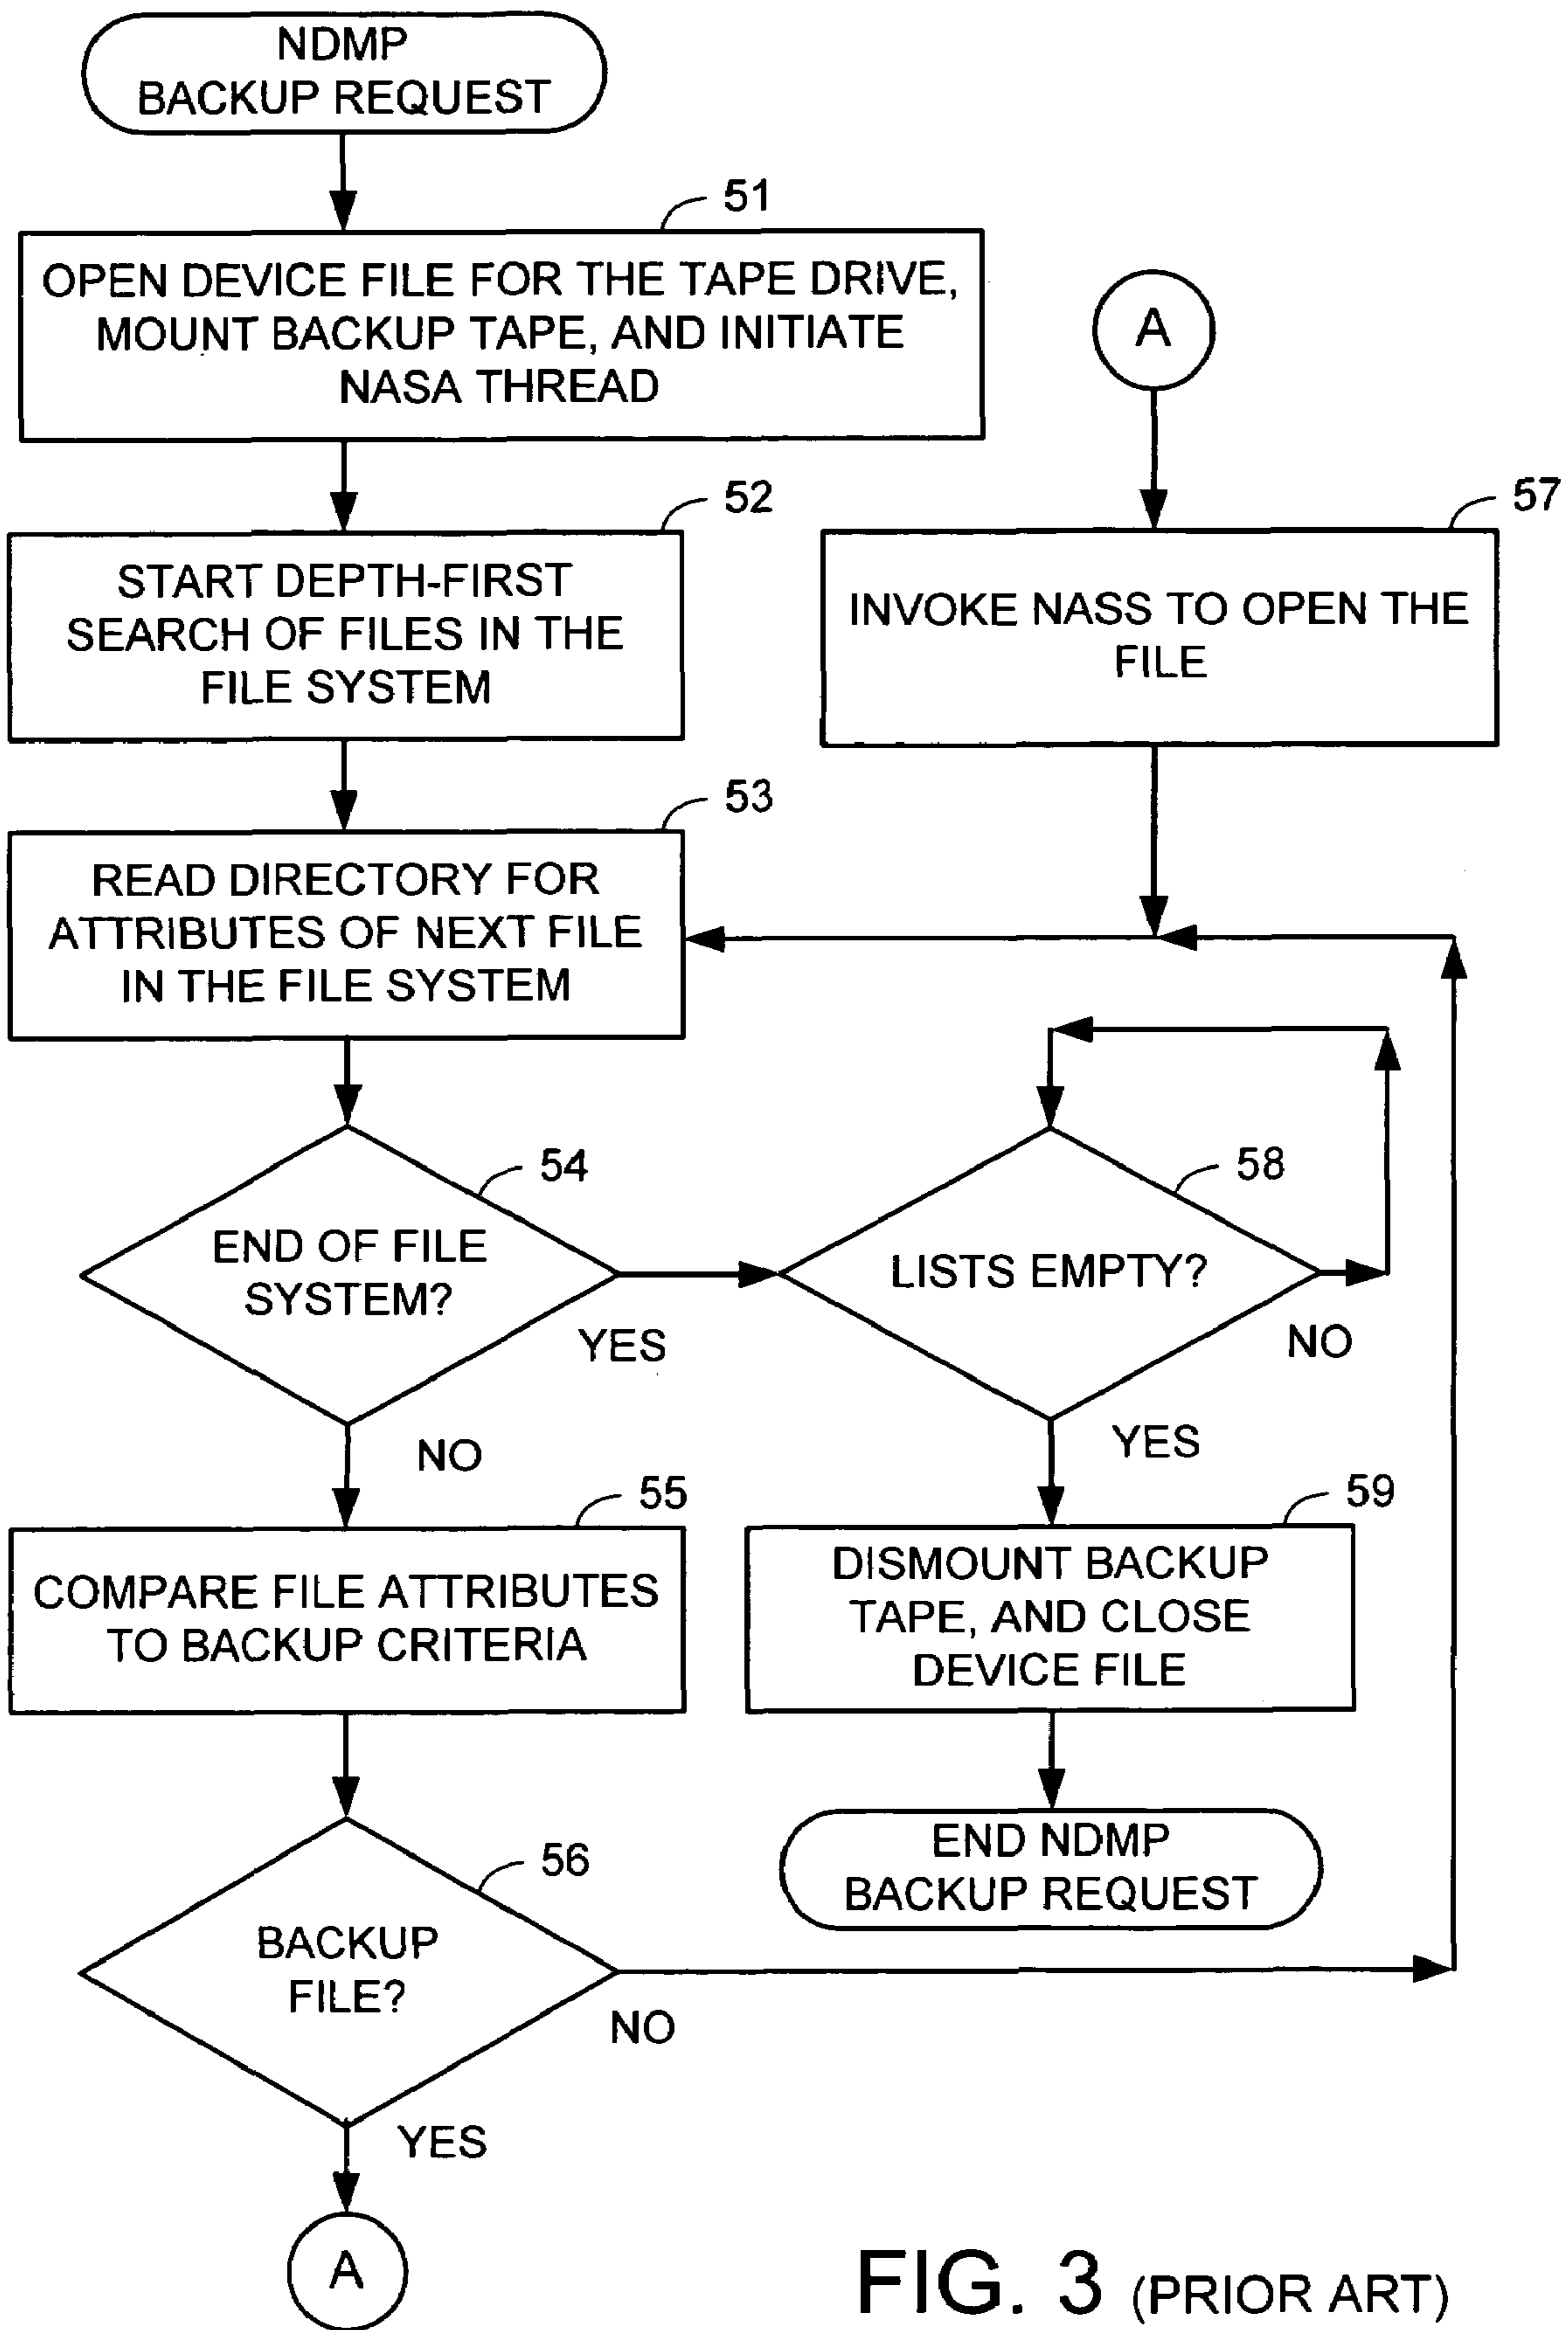 NDMP
BACKUP REQUEST
51
OPEN DEVICE FILE FOR THE TAPE DRIVE,
MOUNT BACKUP TAPE, AND INITIATE
NASA THREAD
52
START DEPTH-FIRST
SEARCH OF FILES IN THE
FILE SYSTEM
53
READ DIRECTORY FOR
ATTRIBUTES OF NEXT FILE
IN THE FILE SYSTEM
54
END OF FILE
SYSTEM?
YES
NO
55
COMPARE FILE ATTRIBUTES
TO BACKUP CRITERIA
56
BACKUP
FILE?
NO
YES
A
A
57
INVOKE NASS TO OPEN THE
FILE
58
LISTS EMPTY?
NO
YES
59
DISMOUNT BACKUP
TAPE, AND CLOSE
DEVICE FILE
END NDMP
BACKUP REQUEST
FIG. 3 (PRIOR ART)